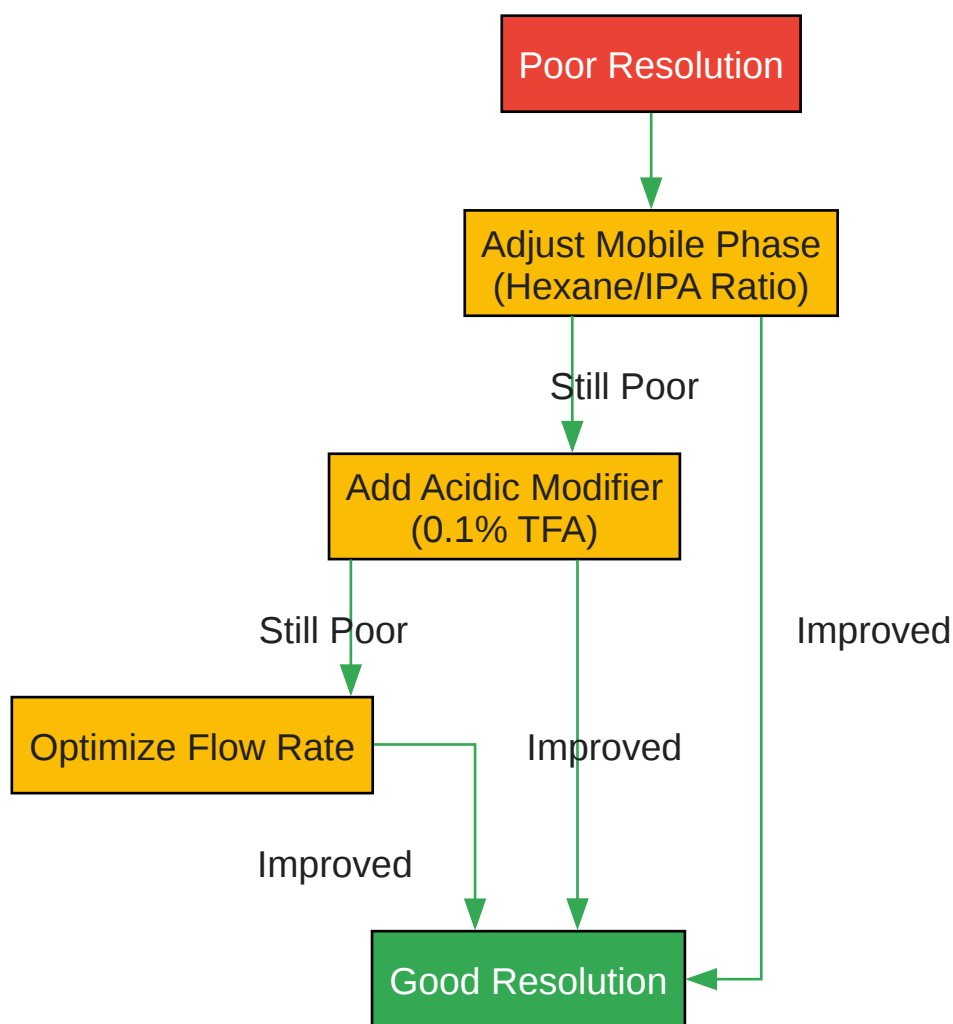 Poor Resolution
Adjust Mobile Phase
(Hexane/IPA Ratio)
Still Poor
Add Acidic Modifier
(0.1% TFA)
Still Poor
Improved
Optimize Flow Rate
Improved
Improved
Good Resolution